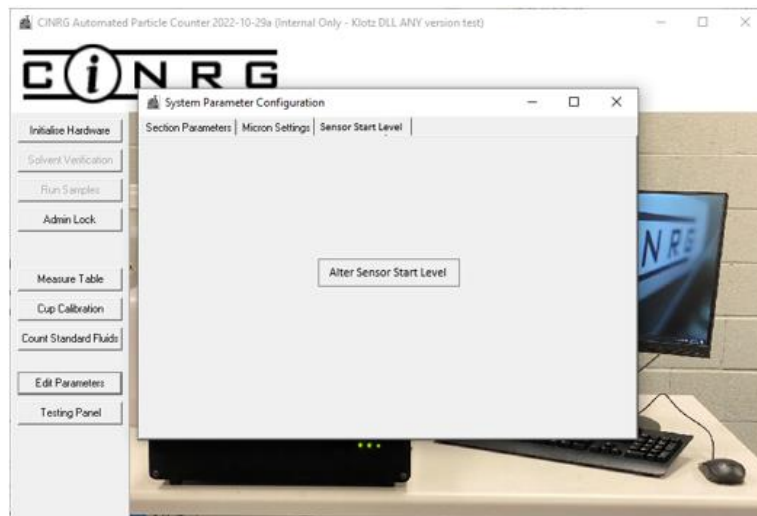 CINRG Automated Particle Counter 2022-10-29a (Internal Only - Klotz DLL ANY version test)
CiNRG
System Parameter Configuration
Section Parameters
Micron Settings
Sensor Start Level
Alter Sensor Start Level
Initialise Hardware
Solvent Verification
Run Samples
Admin Lock
Measure Table
Cup Calibration
Count Standard Fluids
Edit Parameters
Testing Panel
iNRG